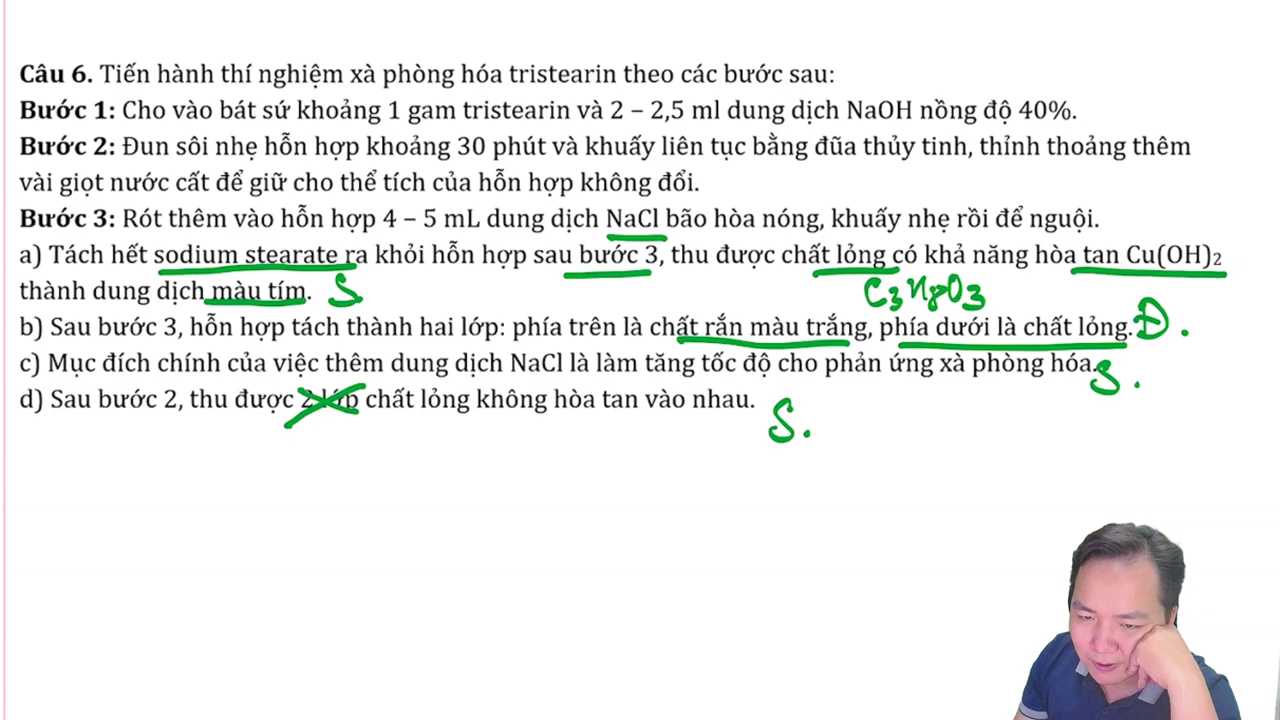 Câu 6. Tiến hành thí nghiệm xà phòng hóa tristearin theo các bước sau:
Bước 1: Cho vào bát sứ khoảng 1 gam tristearin và 2 – 2,5 ml dung dịch NaOH nồng độ 40%.
Bước 2: Đun sôi nhẹ hỗn hợp khoảng 30 phút và khuấy liên tục bằng đũa thủy tinh, thỉnh thoảng thêm
vài giọt nước cất để giữ cho thể tích của hỗn hợp không đổi.
Bước 3: Rót thêm vào hỗn hợp 4 – 5 mL dung dịch NaCl bão hòa nóng, khuấy nhẹ rồi để nguội.
a) Tách hết sodium stearate ra khỏi hỗn hợp sau bước 3, thu được chất lỏng có khả năng hòa tan Cu(OH)₂
thành dung dịch màu tím. S C₃H₈O₃
b) Sau bước 3, hỗn hợp tách thành hai lớp: phía trên là chất rắn màu trắng, phía dưới là chất lỏng. Đ.
c) Mục đích chính của việc thêm dung dịch NaCl là làm tăng tốc độ cho phản ứng xà phòng hóa. S.
d) Sau bước 2, thu được 2 lớp chất lỏng không hòa tan vào nhau. S.